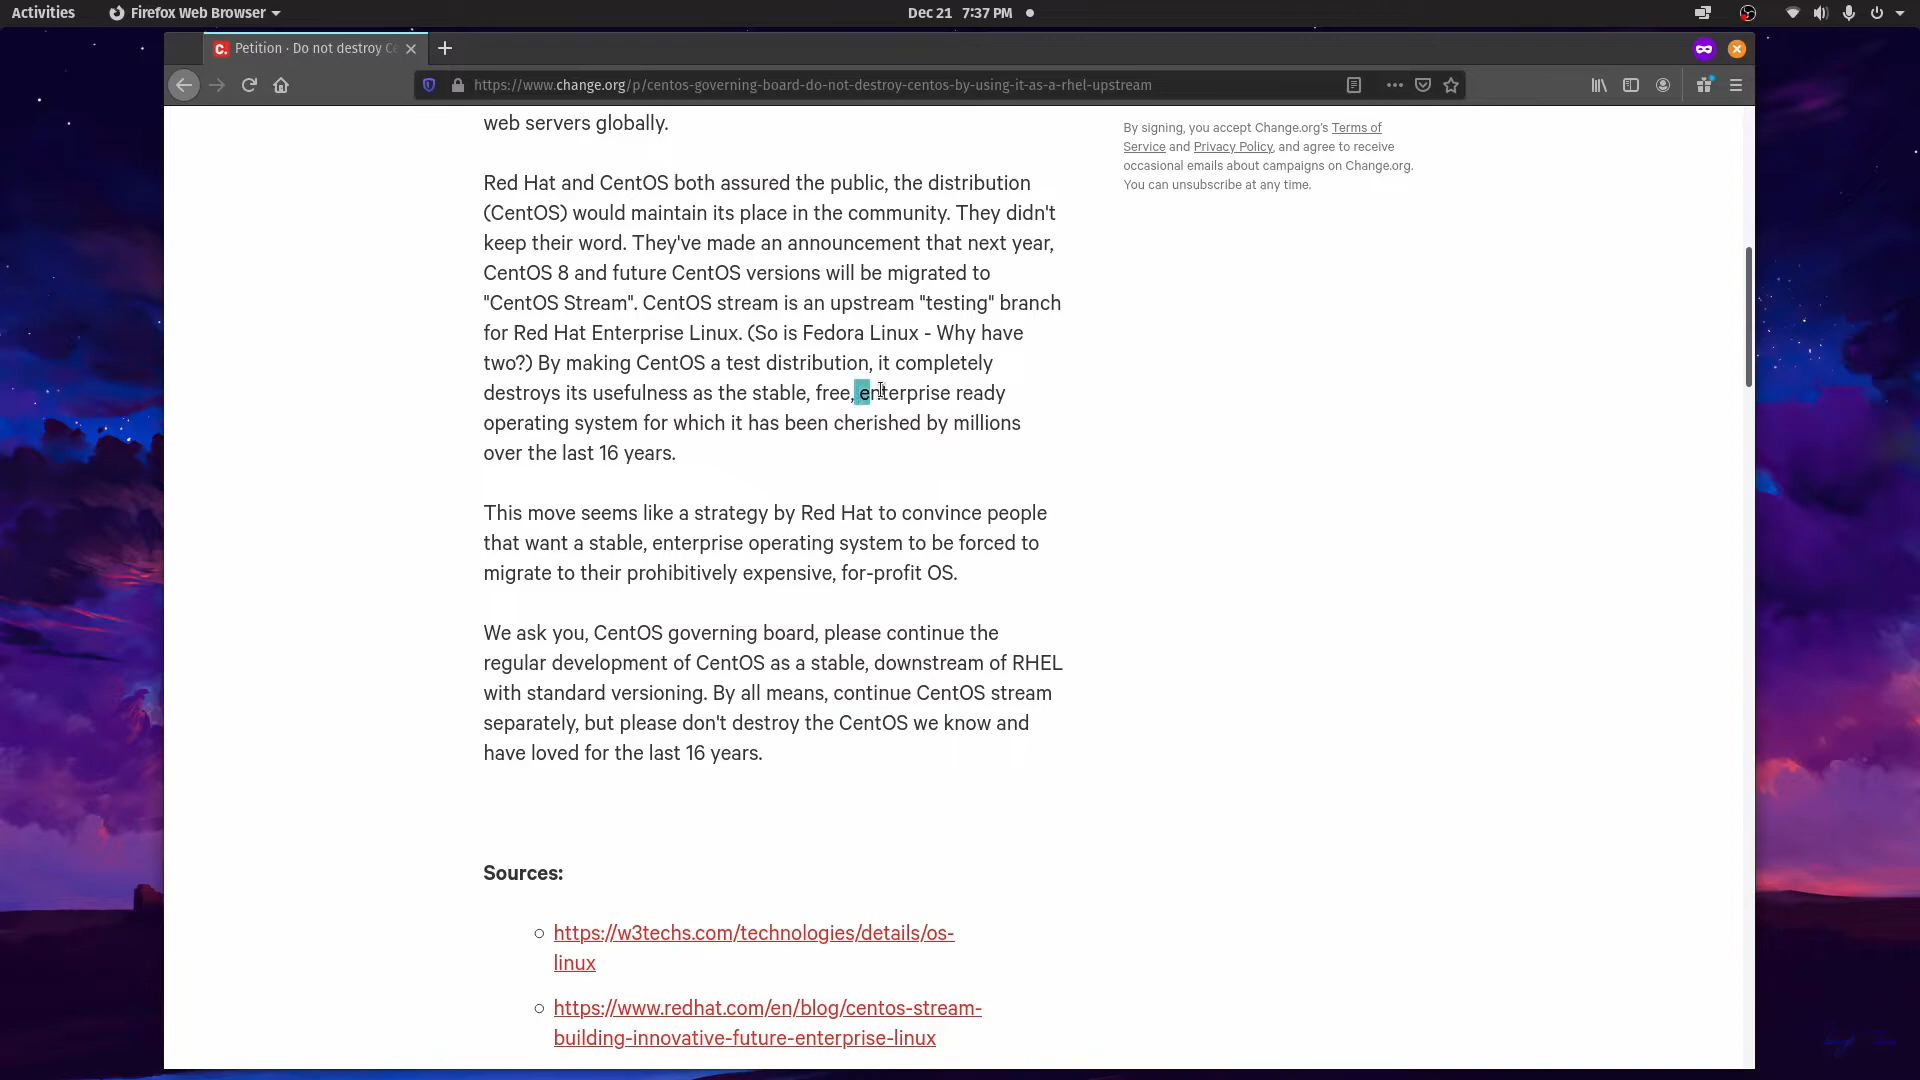 Activities
Firefox Web Browser
Dec 21 7:37 PM
Petition · Do not destroy Ce
https://www.change.org/p/centos-governing-board-do-not-destroy-centos-by-using-it-as-a-rhel-upstream
web servers globally.
Red Hat and CentOS both assured the public, the distribution
(CentOS) would maintain its place in the community. They didn't
keep their word. They've made an announcement that next year,
CentOS 8 and future CentOS versions will be migrated to
"CentOS Stream". CentOS stream is an upstream "testing" branch
for Red Hat Enterprise Linux. (So is Fedora Linux - Why have
two?) By making CentOS a test distribution, it completely
destroys its usefulness as the stable, free, enterprise ready
operating system for which it has been cherished by millions
over the last 16 years.
This move seems like a strategy by Red Hat to convince people
that want a stable, enterprise operating system to be forced to
migrate to their prohibitively expensive, for-profit OS.
We ask you, CentOS governing board, please continue the
regular development of CentOS as a stable, downstream of RHEL
with standard versioning. By all means, continue CentOS stream
separately, but please don't destroy the CentOS we know and
have loved for the last 16 years.
Sources:
https://w3techs.com/technologies/details/os-
linux
https://www.redhat.com/en/blog/centos-stream-
building-innovative-future-enterprise-linux
By signing, you accept Change.org's Terms of
Service and Privacy Policy, and agree to receive
occasional emails about campaigns on Change.org.
You can unsubscribe at any time.